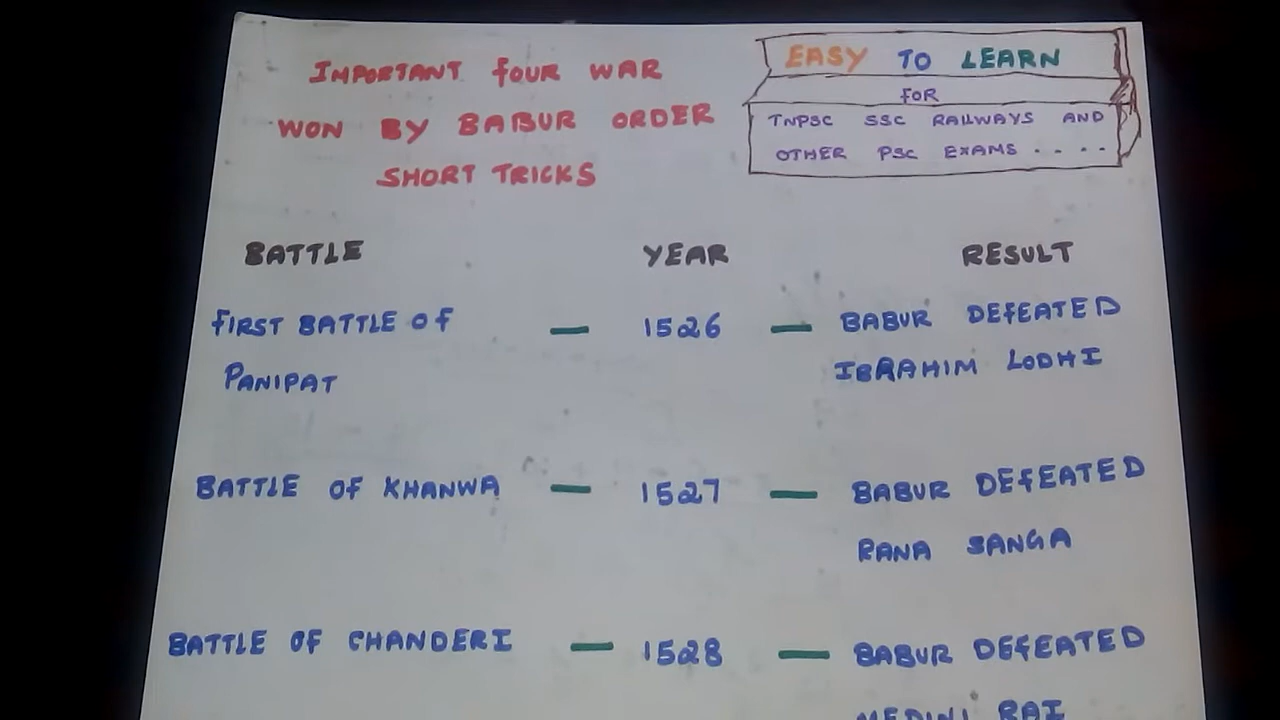 IMPORTANT FOUR WAR
WON BY BABUR ORDER
SHORT TRICKS
EASY TO LEARN
FOR
TNPSC SSC RAILWAYS AND
OTHER PSC EXAMS . . . .
BATTLE YEAR RESULT
FIRST BATTLE OF — 1526 — BABUR DEFEATED
PANIPAT IBRAHIM LODHI
BATTLE OF KHANWA — 1527 — BABUR DEFEATED
RANA SANGA
BATTLE OF CHANDERI — 1528 — BABUR DEFEATED
MEDINI RAI